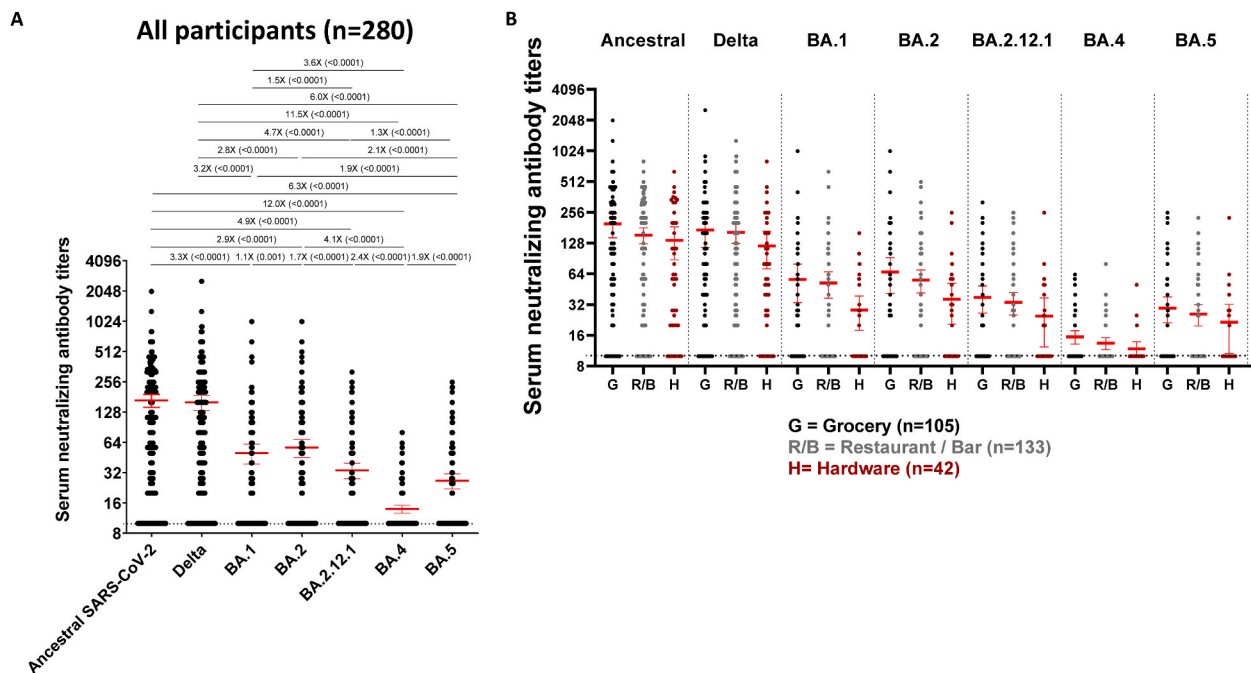 A
All participants (n=280)
3.6X (<0.0001)
1.5X (<0.0001)
6.0X (<0.0001)
11.5X (<0.0001)
4.7X (<0.0001) 1.3X (<0.0001)
2.8X (<0.0001) 2.1X (<0.0001)
3.2X (<0.0001) 1.9X (<0.0001)
6.3X (<0.0001)
12.0X (<0.0001)
4.9X (<0.0001)
2.9X (<0.0001) 4.1X (<0.0001)
3.3X (<0.0001) 1.1X (0.001) 1.7X (<0.0001) 2.4X (<0.0001) 1.9X (<0.0001)
Serum neutralizing antibody titers
4096
2048
1024
512
256
128
64
32
16
8
Ancestral SARS-CoV-2
Delta
BA.1
BA.2
BA.2.12.1
BA.4
BA.5
B
Ancestral Delta BA.1 BA.2 BA.2.12.1 BA.4 BA.5
Serum neutralizing antibody titers
4096
2048
1024
512
256
128
64
32
16
8
G R/B H G R/B H G R/B H G R/B H G R/B H G R/B H G R/B H
G = Grocery (n=105)
R/B = Restaurant / Bar (n=133)
H= Hardware (n=42)